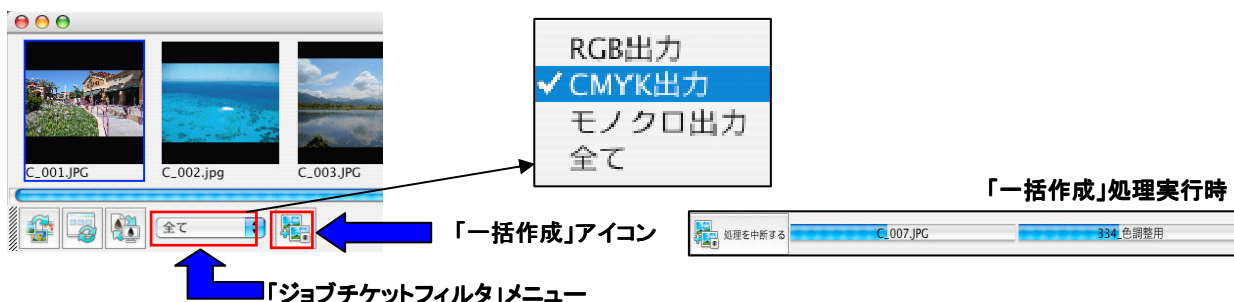 C_001.JPG
C_002.jpg
C_003.JPG
全て
RGB出力
✓CMYK出力
モノクロ出力
全て
「一括作成」アイコン
「ジョブチケットフィルタ」メニュー
「一括作成」処理実行時
処理を中断する
C_007.JPG
334_色調整用